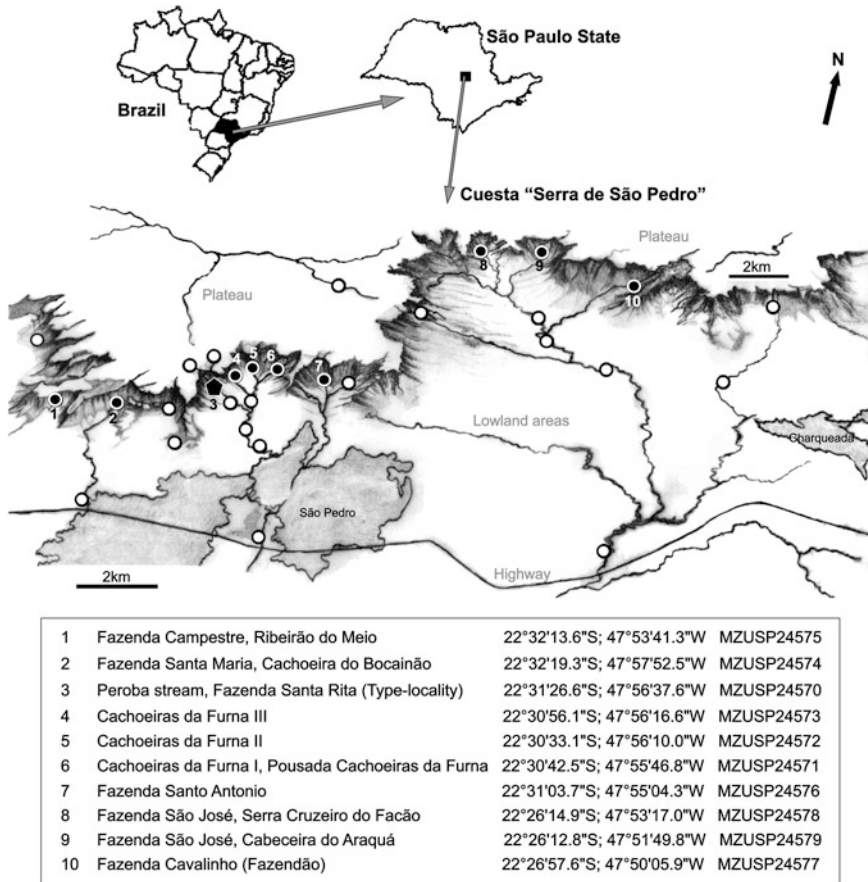 São Paulo State
N
Brazil
Cuesta “Serra de São Pedro”
Plateau
8
9
2km
10
Plateau
4
5
6
7
3
1
2
Lowland areas
Charqueada
São Pedro
Highway
2km
1 Fazenda Campestre, Ribeirão do Meio 22°32'13.6"S; 47°53'41.3"W MZUSP24575
2 Fazenda Santa Maria, Cachoeira do Bocainão 22°32'19.3"S; 47°57'52.5"W MZUSP24574
3 Peroba stream, Fazenda Santa Rita (Type-locality) 22°31'26.6"S; 47°56'37.6"W MZUSP24570
4 Cachoeiras da Furna III 22°30'56.1"S; 47°56'16.6"W MZUSP24573
5 Cachoeiras da Furna II 22°30'33.1"S; 47°56'10.0"W MZUSP24572
6 Cachoeiras da Furna I, Pousada Cachoeiras da Furna 22°30'42.5"S; 47°55'46.8"W MZUSP24571
7 Fazenda Santo Antonio 22°31'03.7"S; 47°55'04.3"W MZUSP24576
8 Fazenda São José, Serra Cruzeiro do Facão 22°26'14.9"S; 47°53'17.0"W MZUSP24578
9 Fazenda São José, Cabeceira do Araquá 22°26'12.8"S; 47°51'49.8"W MZUSP24579
10 Fazenda Cavalinho (Fazendão) 22°26'57.6"S; 47°50'05.9"W MZUSP24577